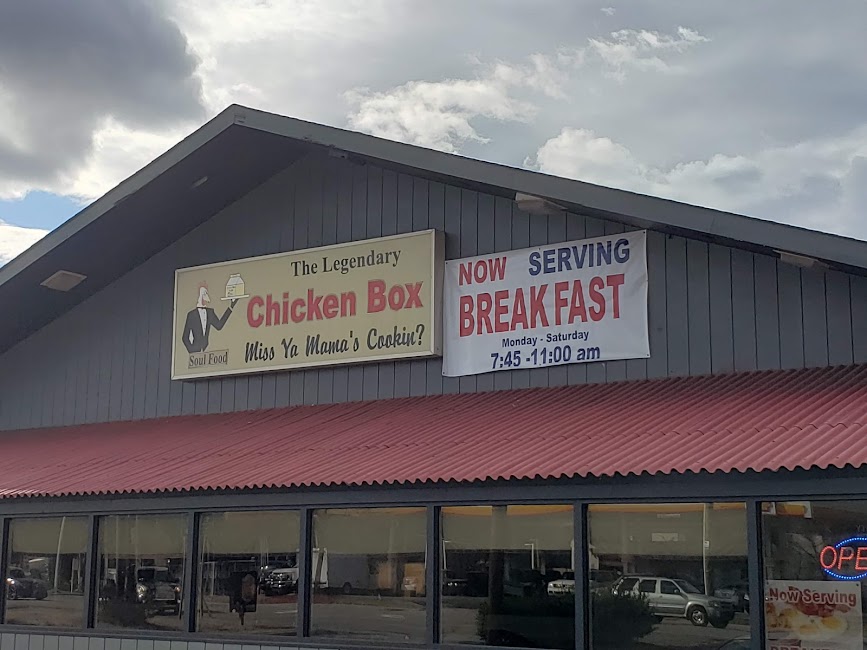 The Legendary
Chicken Box
Miss Ya Mama's Cookin?
Soul Food
NOW SERVING
BREAKFAST
Monday - Saturday
7:45 -11:00 am
OPE
Now Serving